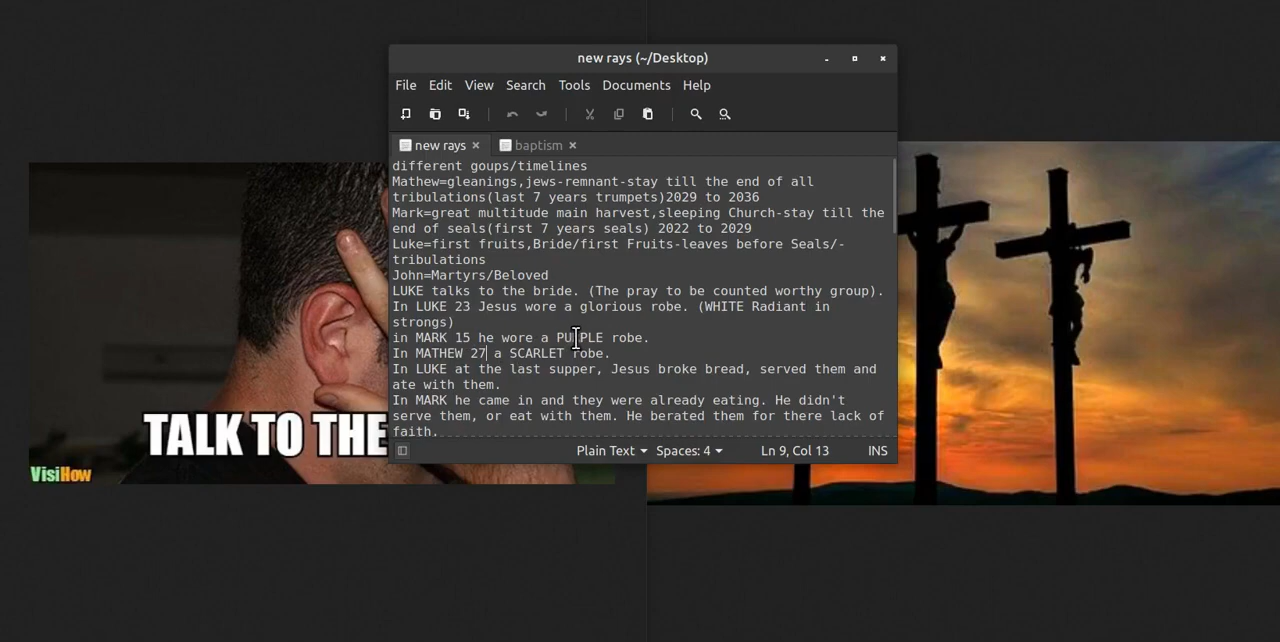 new rays (~/Desktop)
File Edit View Search Tools Documents Help
new rays
baptism
different goups/timelines
Mathew=gleanings,jews-remnant-stay till the end of all
tribulations(last 7 years trumpets)2029 to 2036
Mark=great multitude main harvest,sleeping Church-stay till the
end of seals(first 7 years seals) 2022 to 2029
Luke=first fruits,Bride/first Fruits-leaves before Seals/-
tribulations
John=Martyrs/Beloved
LUKE talks to the bride. (The pray to be counted worthy group).
In LUKE 23 Jesus wore a glorious robe. (WHITE Radiant in
strongs)
in MARK 15 he wore a PURPLE robe.
In MATHEW 27 a SCARLET robe.
In LUKE at the last supper, Jesus broke bread, served them and
ate with them.
In MARK he came in and they were already eating. He didn't
serve them, or eat with them. He berated them for there lack of
faith.
Plain Text Spaces: 4 Ln 9, Col 13 INS
TALK TO THE
VisiHow